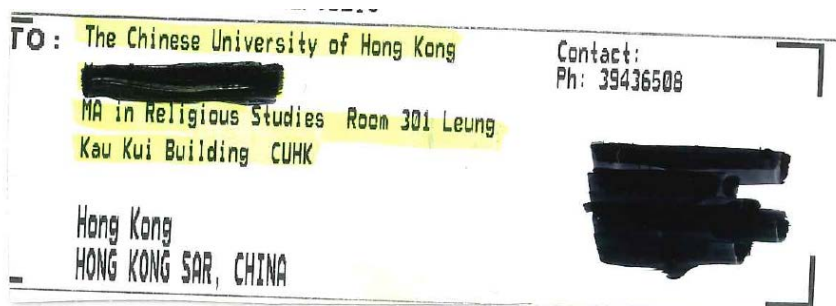 TO: The Chinese University of Hong Kong
MA in Religious Studies Room 301 Leung
Kau Kui Building CUHK
Hong Kong
HONG KONG SAR, CHINA
Contact:
Ph: 39436508